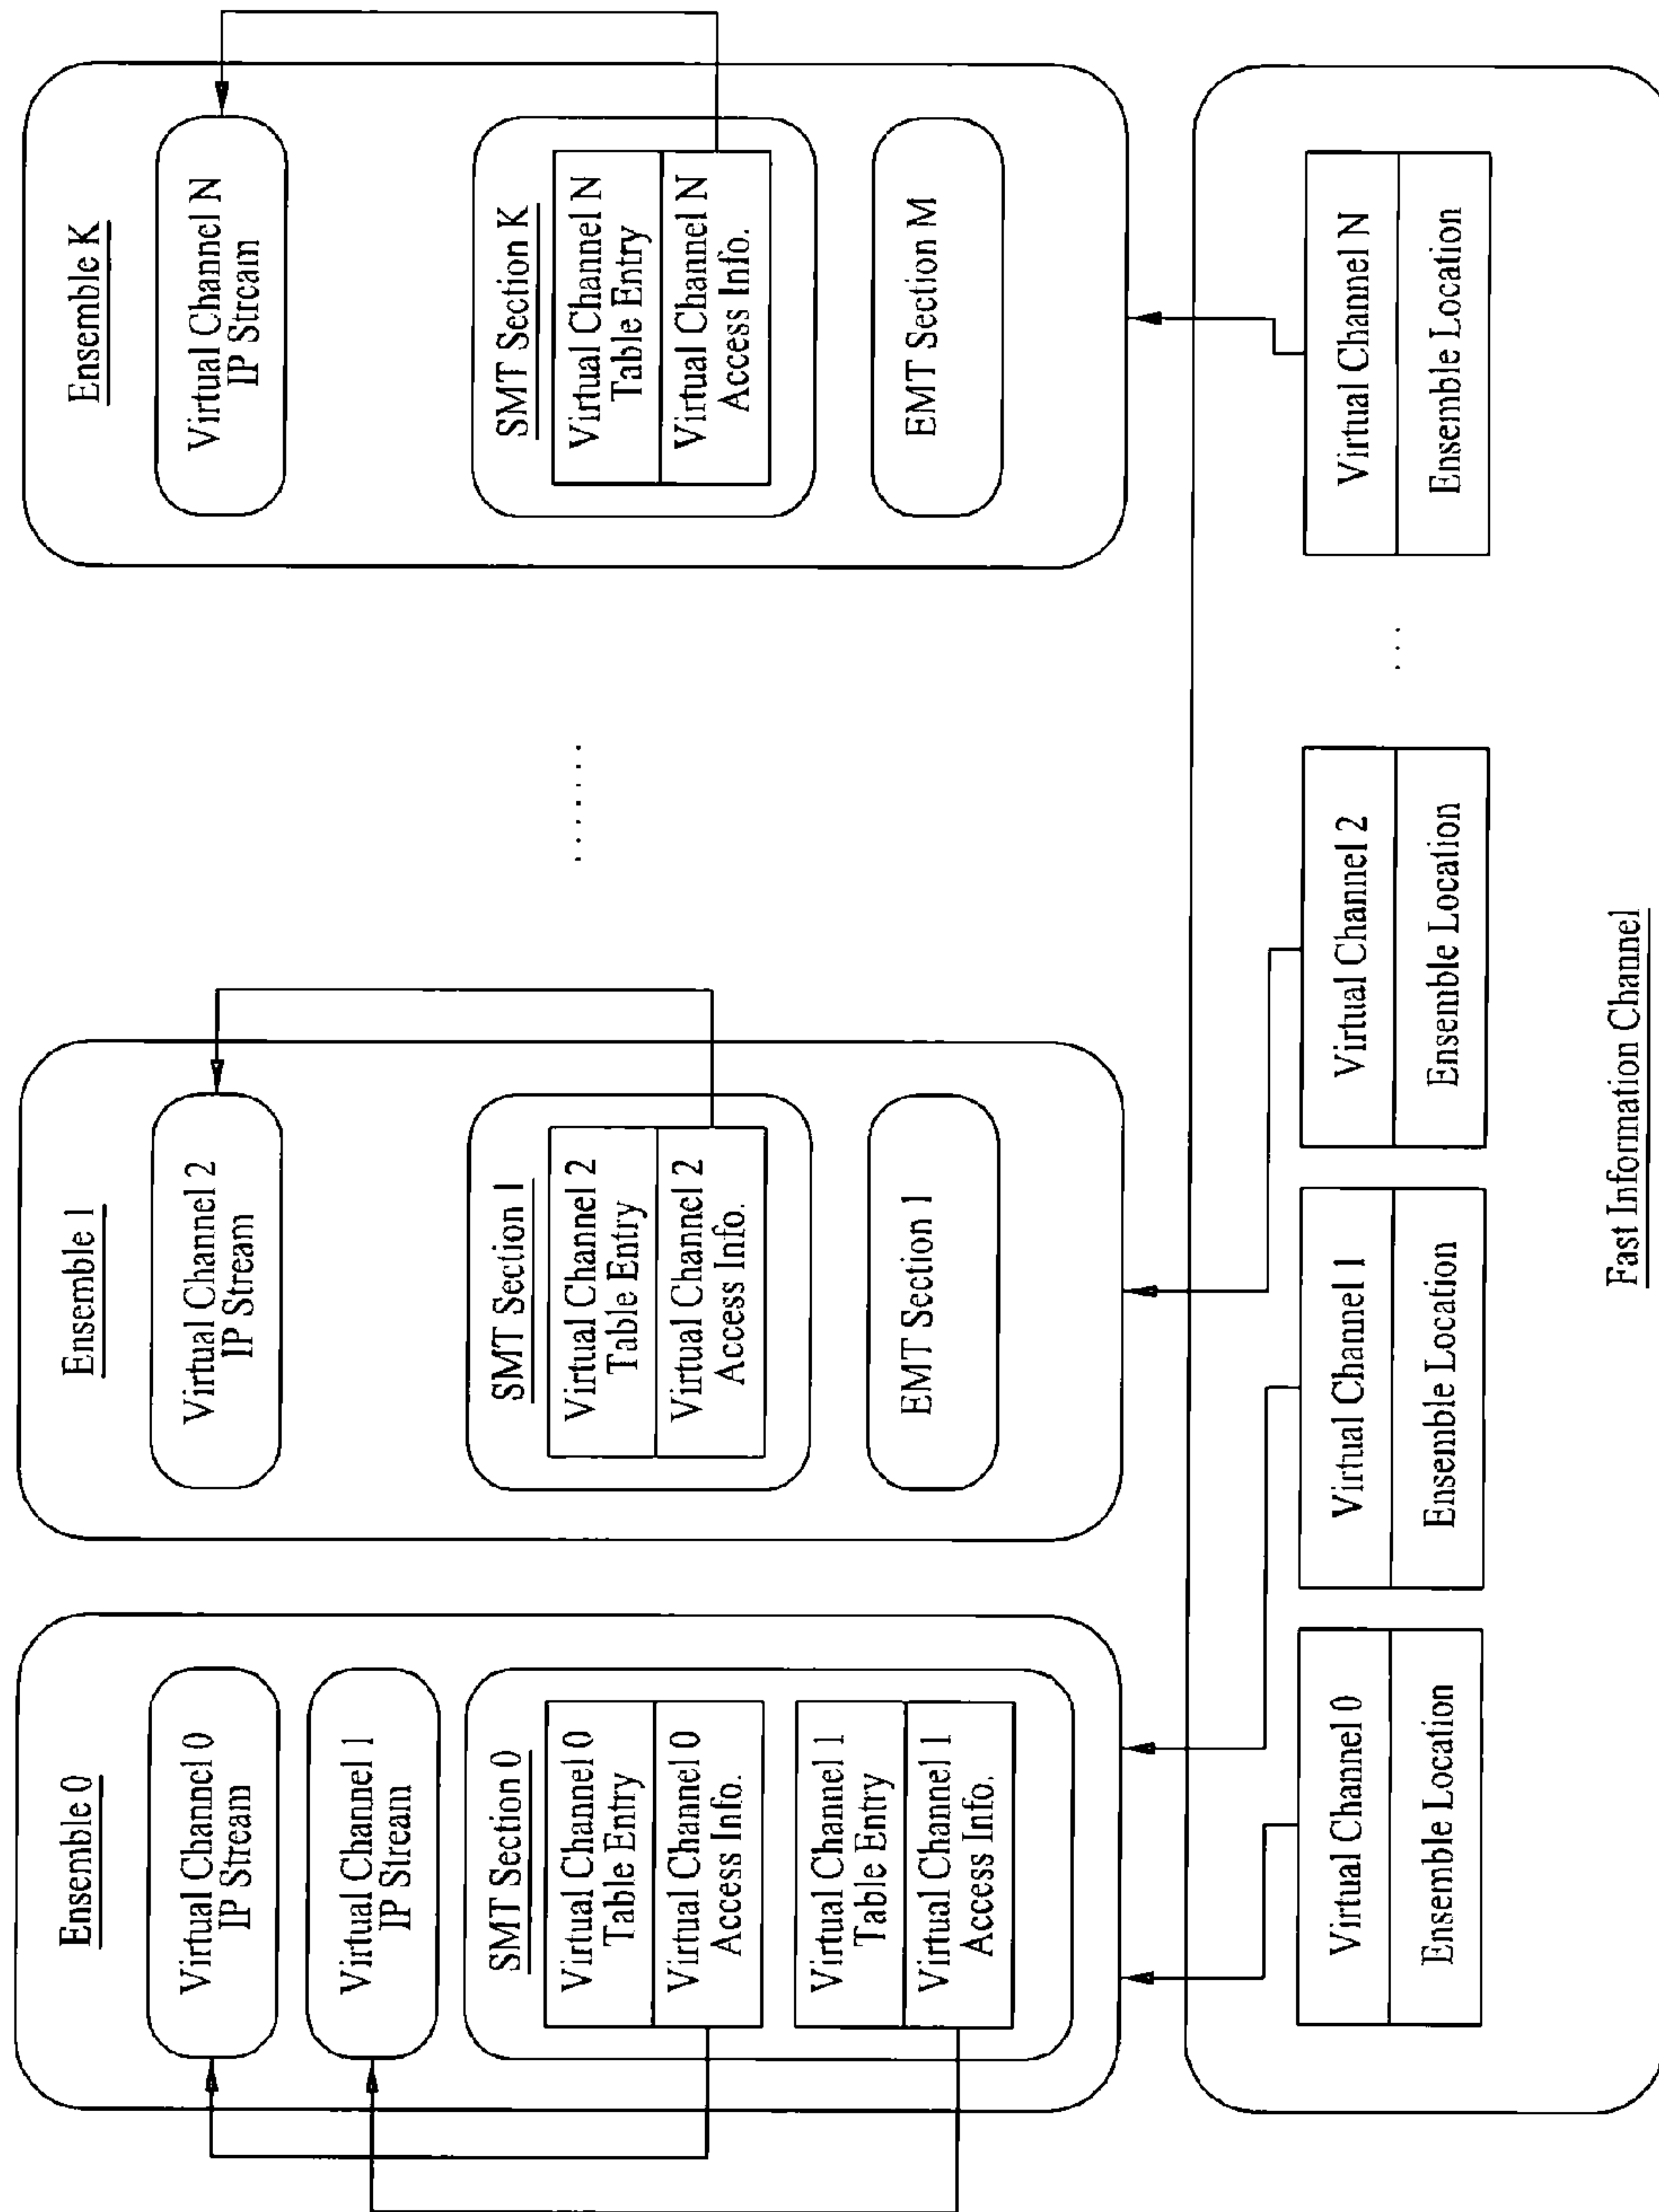 Ensemble 0
Virtual Channel 0
IP Stream
Virtual Channel 1
IP Stream
SMT Section 0
Virtual Channel 0
Table Entry
Virtual Channel 0
Access Info.
Virtual Channel 1
Table Entry
Virtual Channel 1
Access Info.
Ensemble 1
Virtual Channel 2
IP Stream
SMT Section 1
Virtual Channel 2
Table Entry
Virtual Channel 2
Access Info.
EMT Section 1
......
Ensemble K
Virtual Channel N
IP Stream
SMT Section K
Virtual Channel N
Table Entry
Virtual Channel N
Access Info.
EMT Section M
Virtual Channel 0
Ensemble Location
Virtual Channel 1
Ensemble Location
Virtual Channel 2
Ensemble Location
...
Virtual Channel N
Ensemble Location
Fast Information Channel